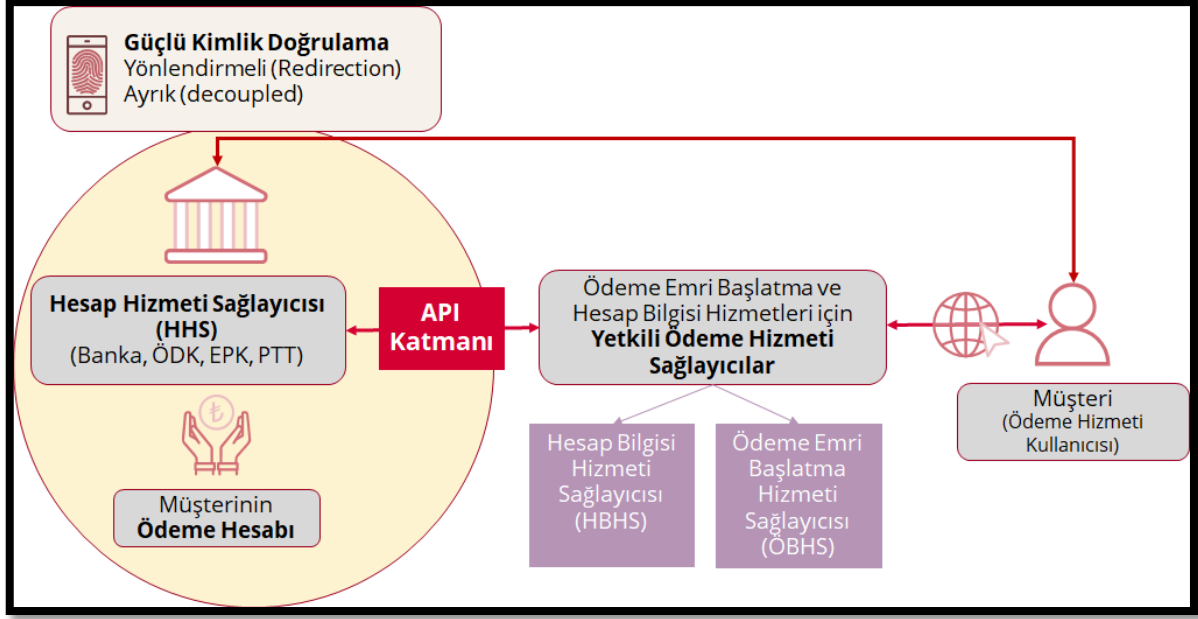 Güçlü Kimlik Doğrulama
Yönlendirmeli (Redirection)
Ayrık (decoupled)
Hesap Hizmeti Sağlayıcısı
(HHS)
(Banka, ÖDK, EPK, PTT)
API
Katmanı
Ödeme Emri Başlatma ve
Hesap Bilgisi Hizmetleri için
Yetkili Ödeme Hizmeti
Sağlayıcılar
Müşteri
(Ödeme Hizmeti
Kullanıcısı)
Hesap Bilgisi
Hizmeti
Sağlayıcısı
(HBHS)
Ödeme Emri
Başlatma
Hizmeti
Sağlayıcısı
(ÖBHS)
₺
Müşterinin
Ödeme Hesabı